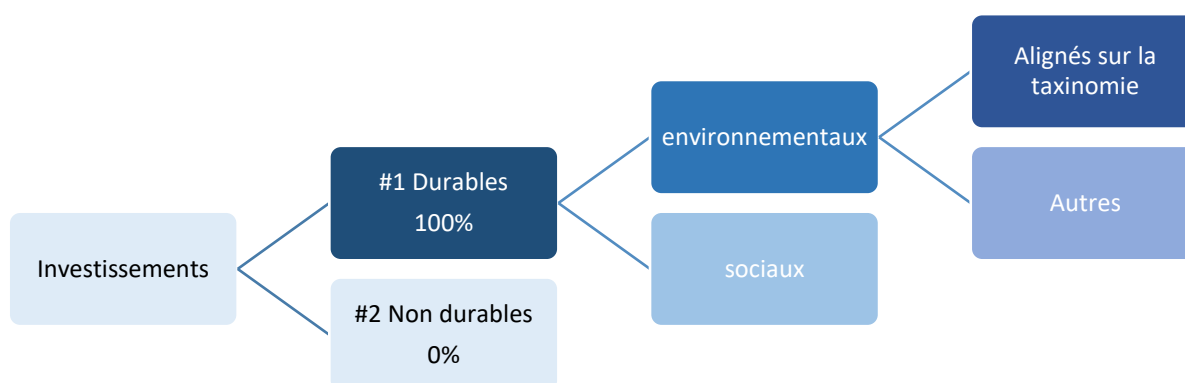 Investissements
#1 Durables
100%
#2 Non durables
0%
environnementaux
sociaux
Alignés sur la
taxinomie
Autres